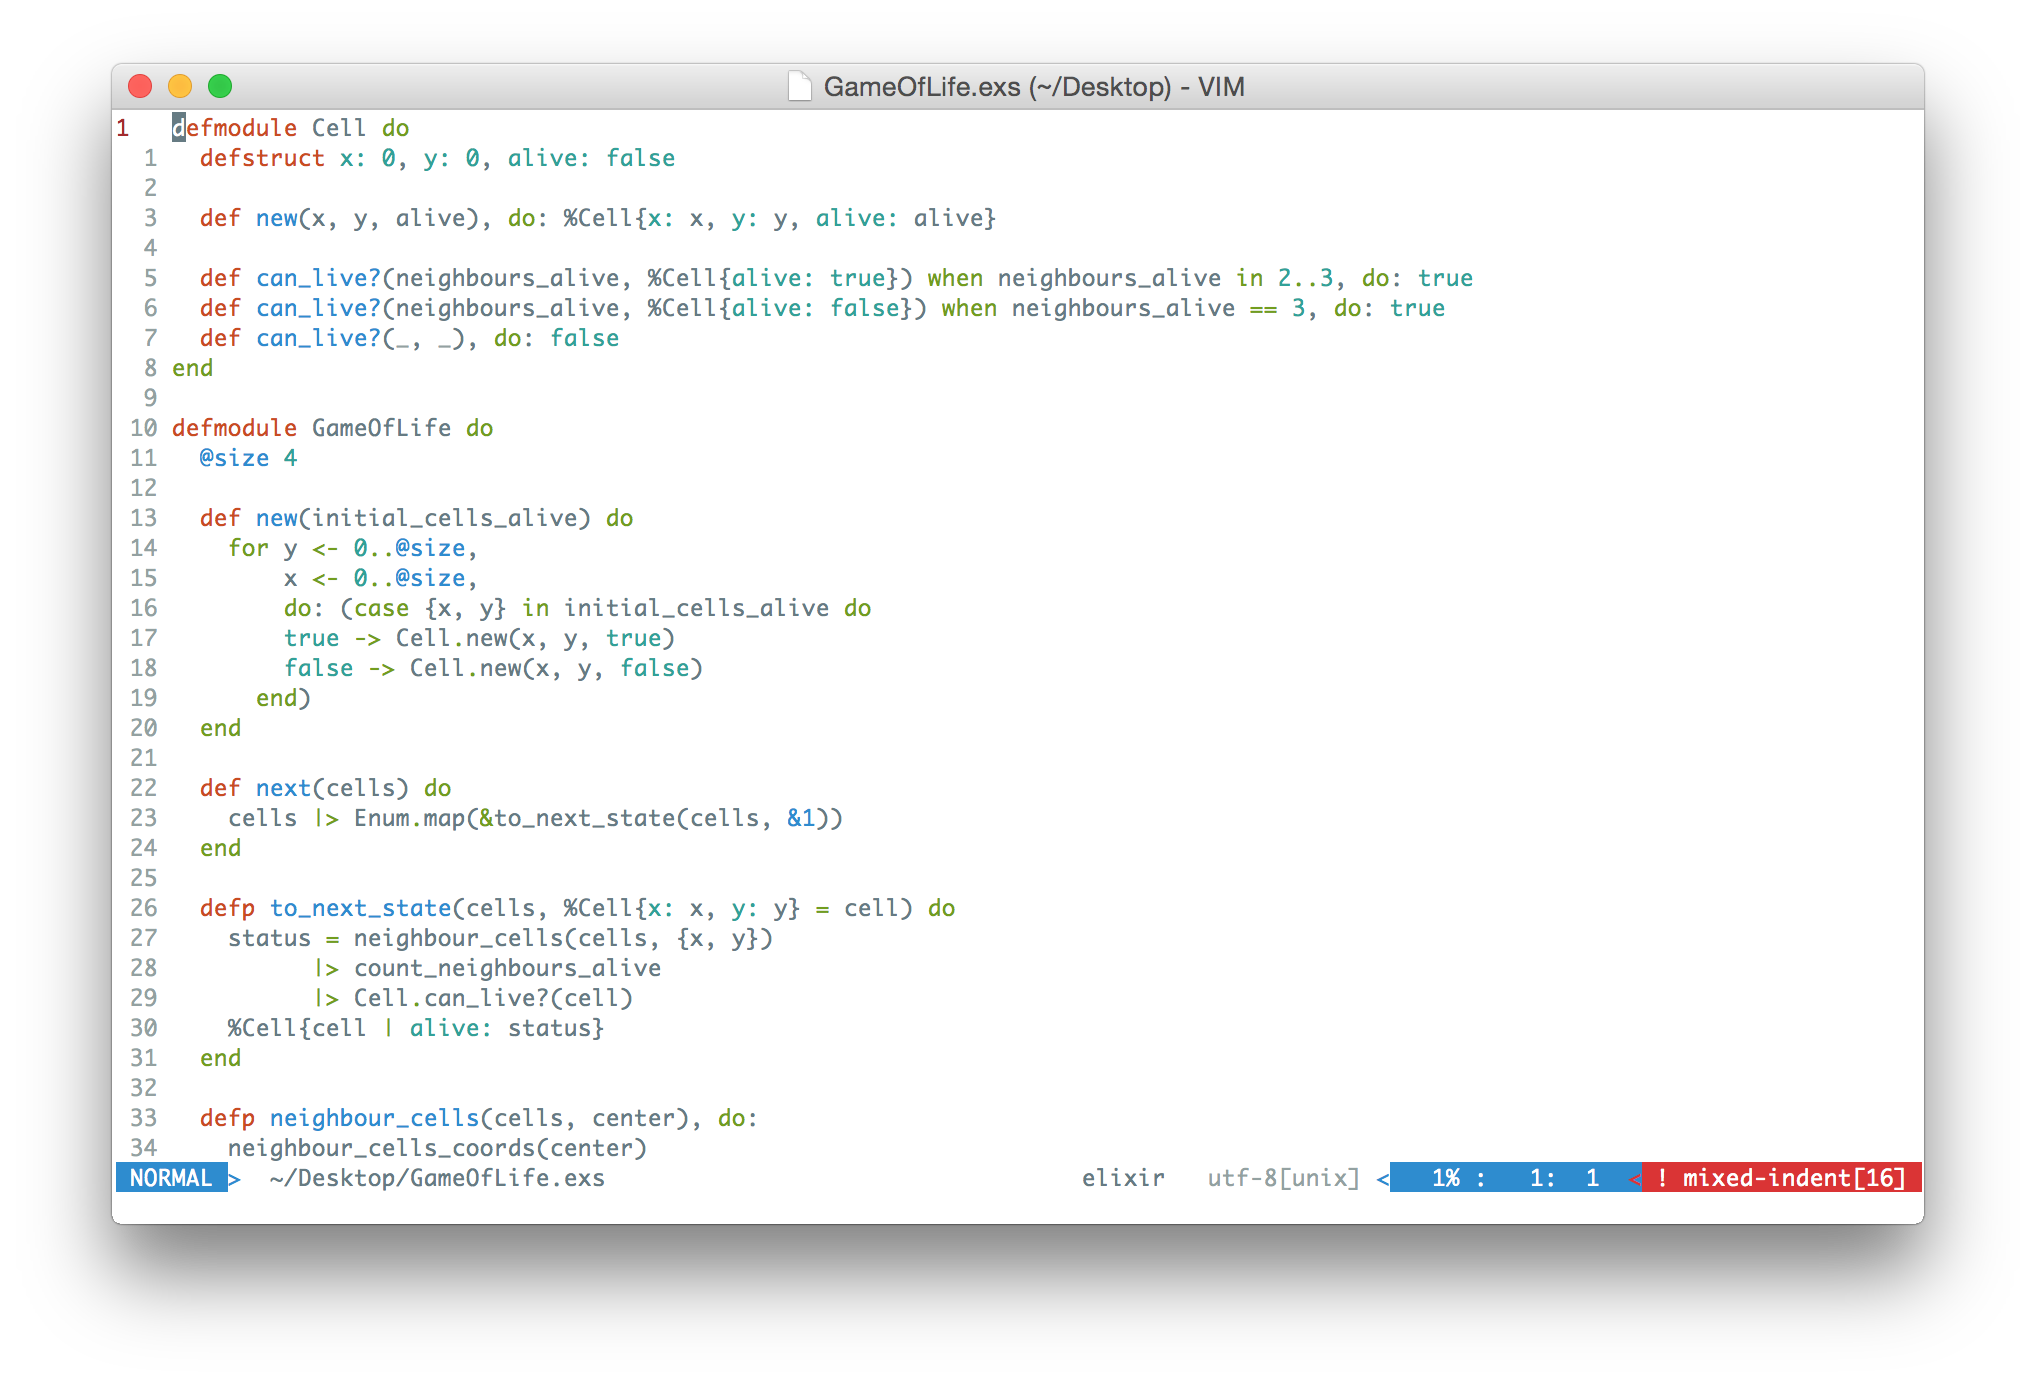 GameOfLife.exs (~/Desktop) - VIM
1   defmodule Cell do
  1   defstruct x: 0, y: 0, alive: false
  2
  3   def new(x, y, alive), do: %Cell{x: x, y: y, alive: alive}
  4
  5   def can_live?(neighbours_alive, %Cell{alive: true}) when neighbours_alive in 2..3, do: true
  6   def can_live?(neighbours_alive, %Cell{alive: false}) when neighbours_alive == 3, do: true
  7   def can_live?(_, _), do: false
  8 end
  9
 10 defmodule GameOfLife do
 11   @size 4
 12
 13   def new(initial_cells_alive) do
 14     for y <- 0..@size,
 15         x <- 0..@size,
 16         do: (case {x, y} in initial_cells_alive do
 17         true -> Cell.new(x, y, true)
 18         false -> Cell.new(x, y, false)
 19       end)
 20   end
 21
 22   def next(cells) do
 23     cells |> Enum.map(&to_next_state(cells, &1))
 24   end
 25
 26   defp to_next_state(cells, %Cell{x: x, y: y} = cell) do
 27     status = neighbour_cells(cells, {x, y})
 28           |> count_neighbours_alive
 29           |> Cell.can_live?(cell)
 30     %Cell{cell | alive: status}
 31   end
 32
 33   defp neighbour_cells(cells, center), do:
 34     neighbour_cells_coords(center)
NORMAL >  ~/Desktop/GameOfLife.exs   elixir   utf-8[unix] <   1% :   1:  1  < ! mixed-indent[16]